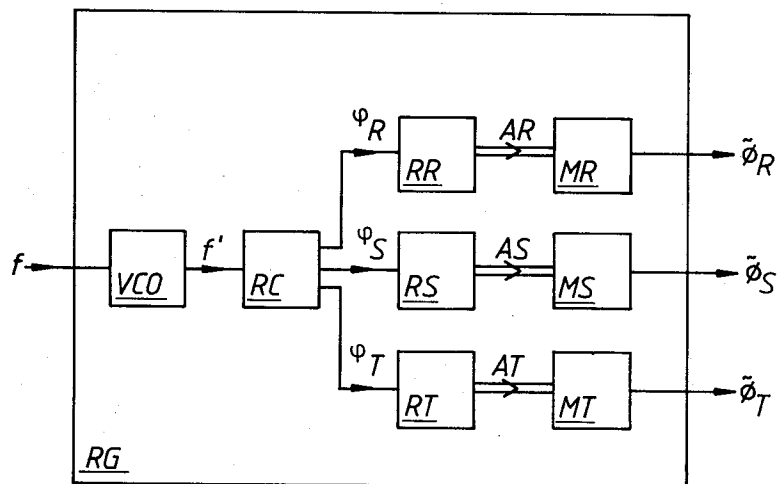 φR AR
RR MR φ̃R
φS AS
f VCO f' RC RS MS φ̃S
φT AT
RT MT φ̃T
RG